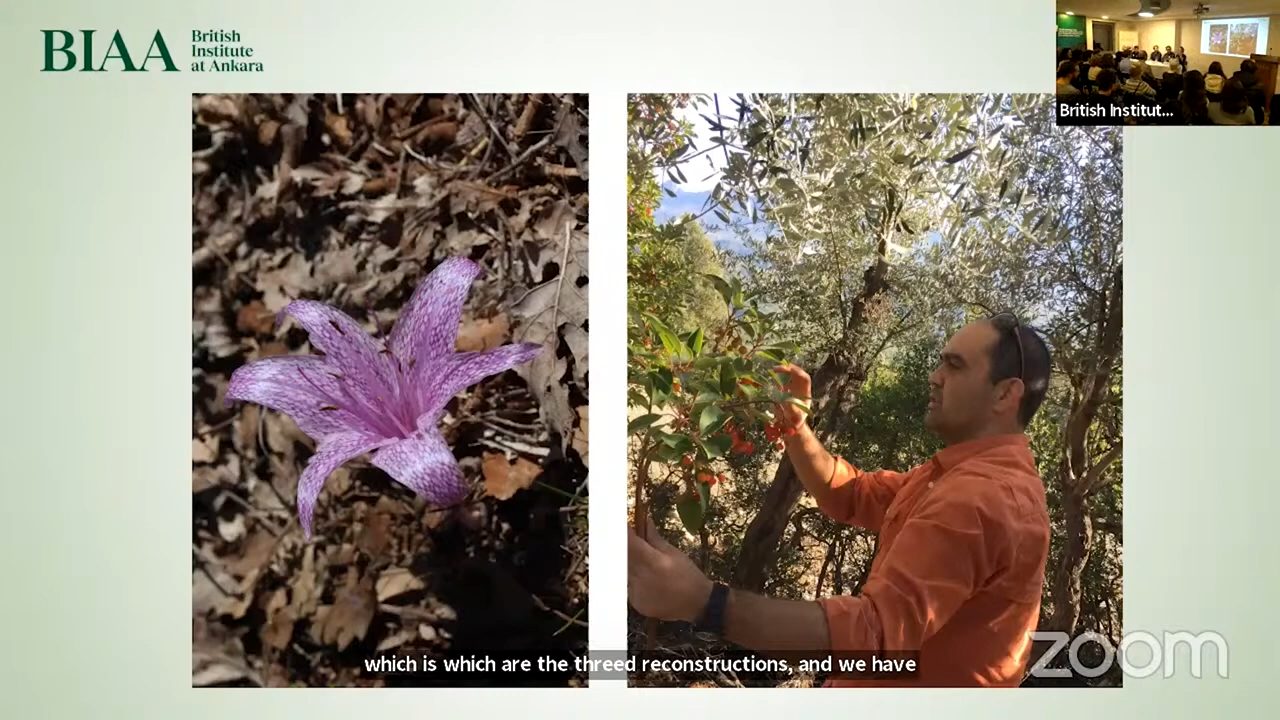 BIAA
British
Institute
at Ankara
British Institut...
which is which are the threed reconstructions, and we have
zoom